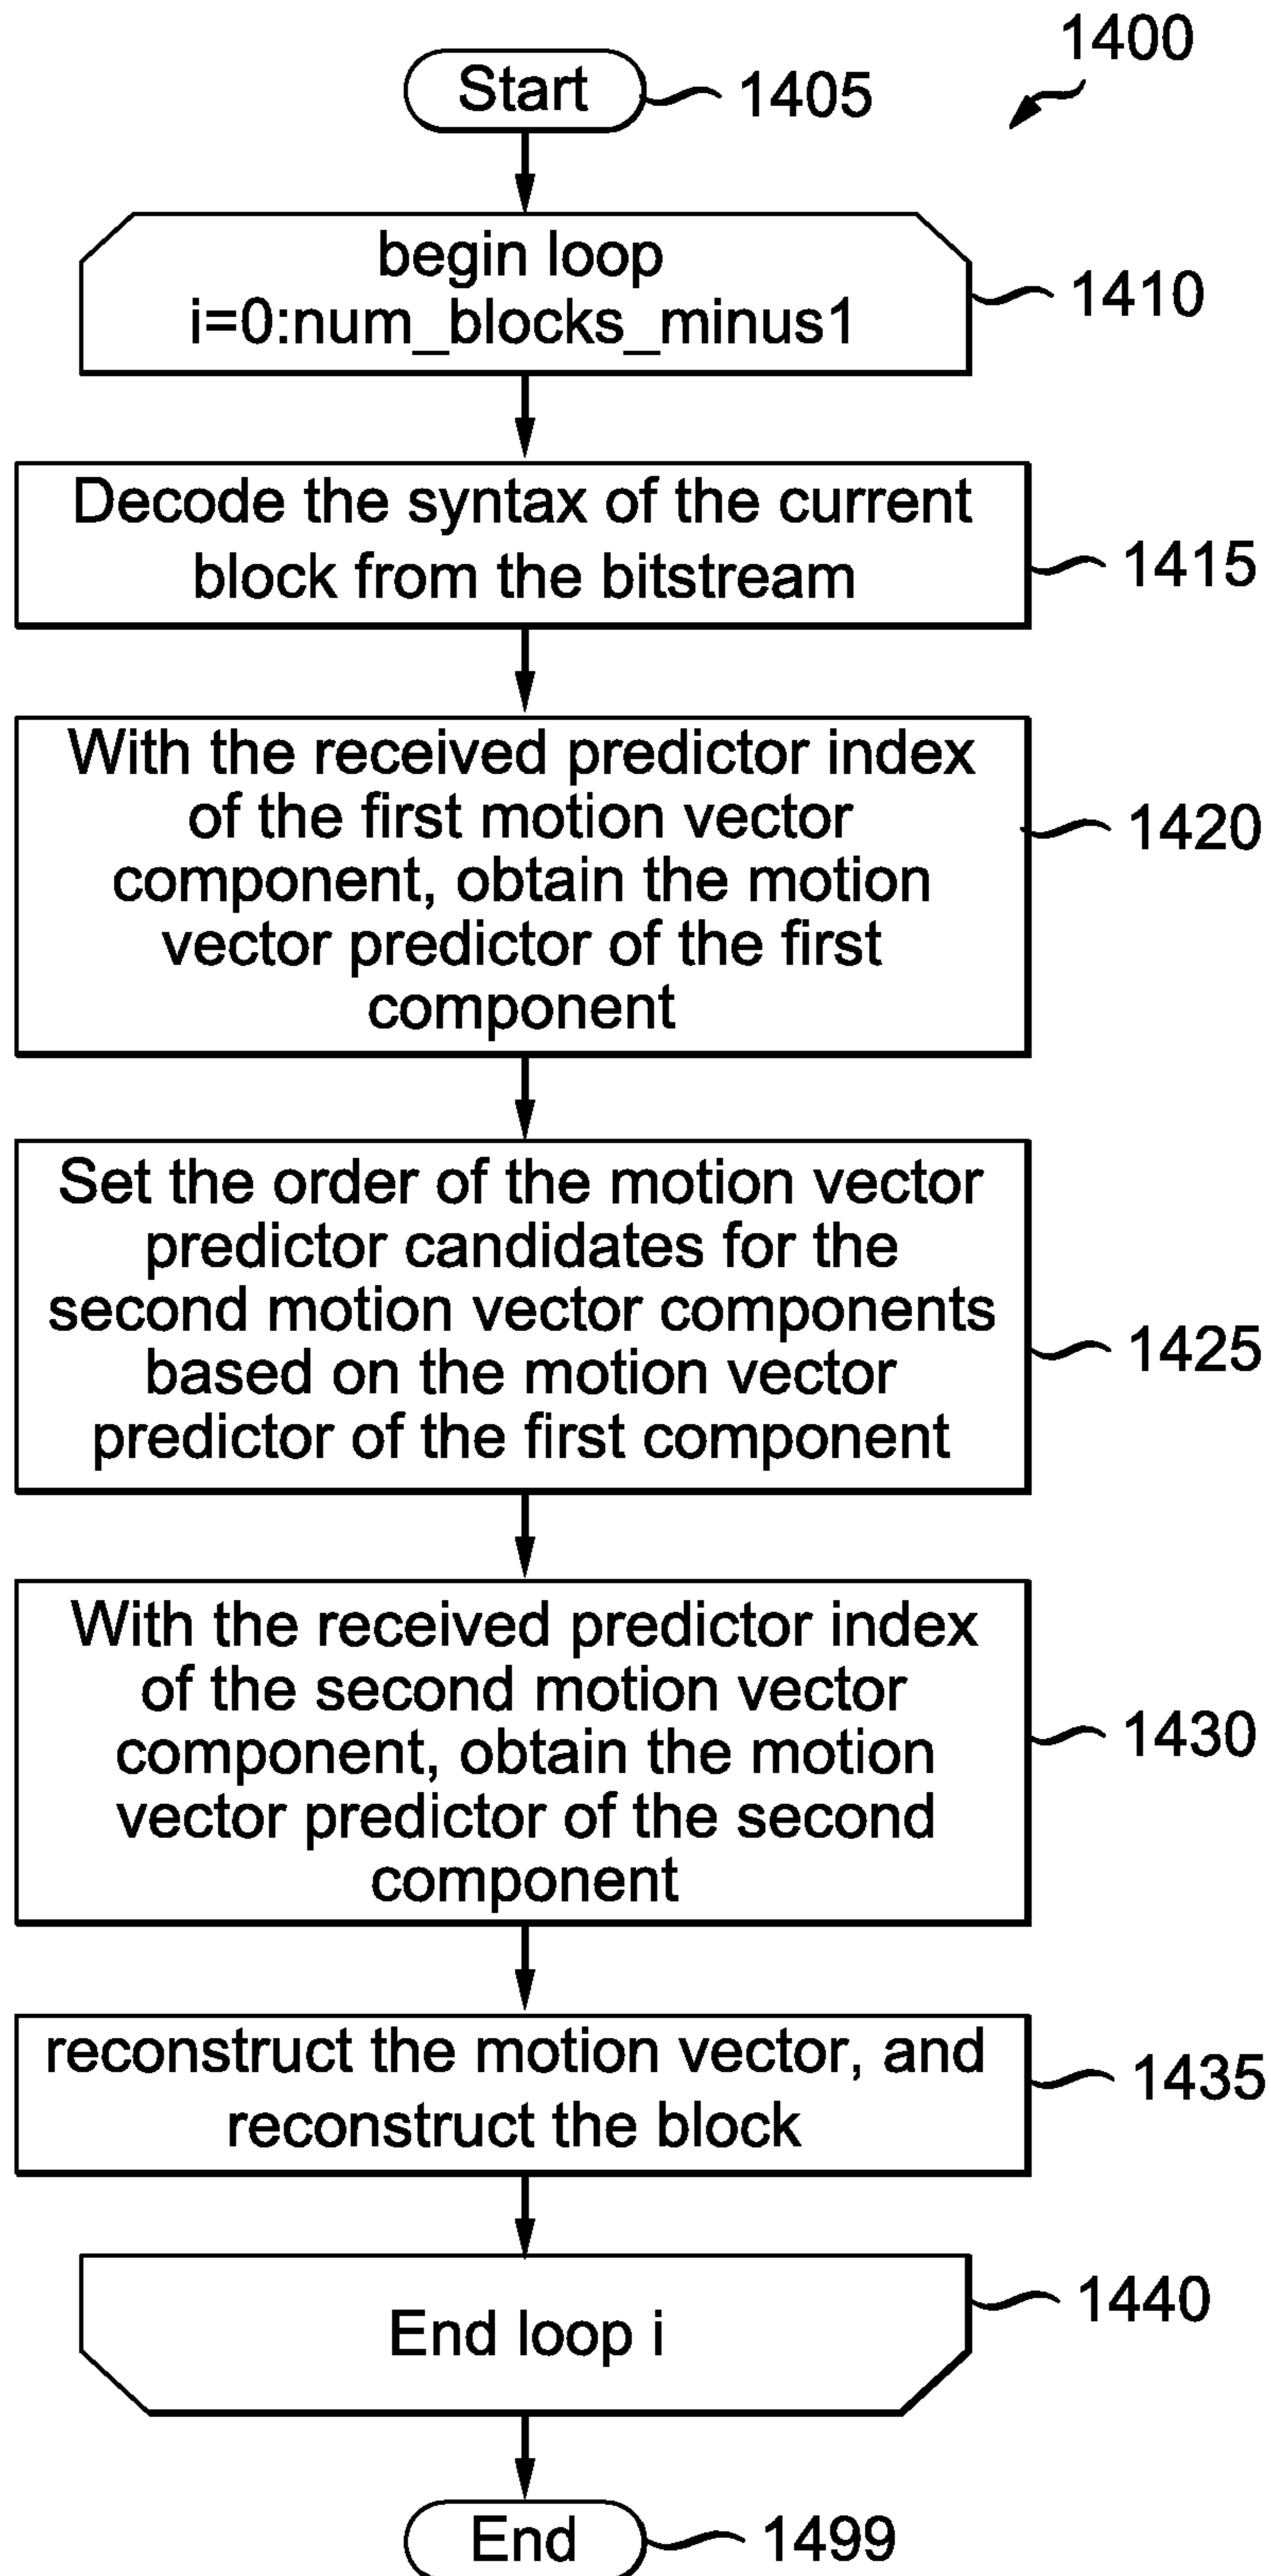 1400
Start
1405
begin loop
i=0:num_blocks_minus1
1410
Decode the syntax of the current
block from the bitstream
1415
With the received predictor index
of the first motion vector
component, obtain the motion
vector predictor of the first
component
1420
Set the order of the motion vector
predictor candidates for the
second motion vector components
based on the motion vector
predictor of the first component
1425
With the received predictor index
of the second motion vector
component, obtain the motion
vector predictor of the second
component
1430
reconstruct the motion vector, and
reconstruct the block
1435
End loop i
1440
End
1499